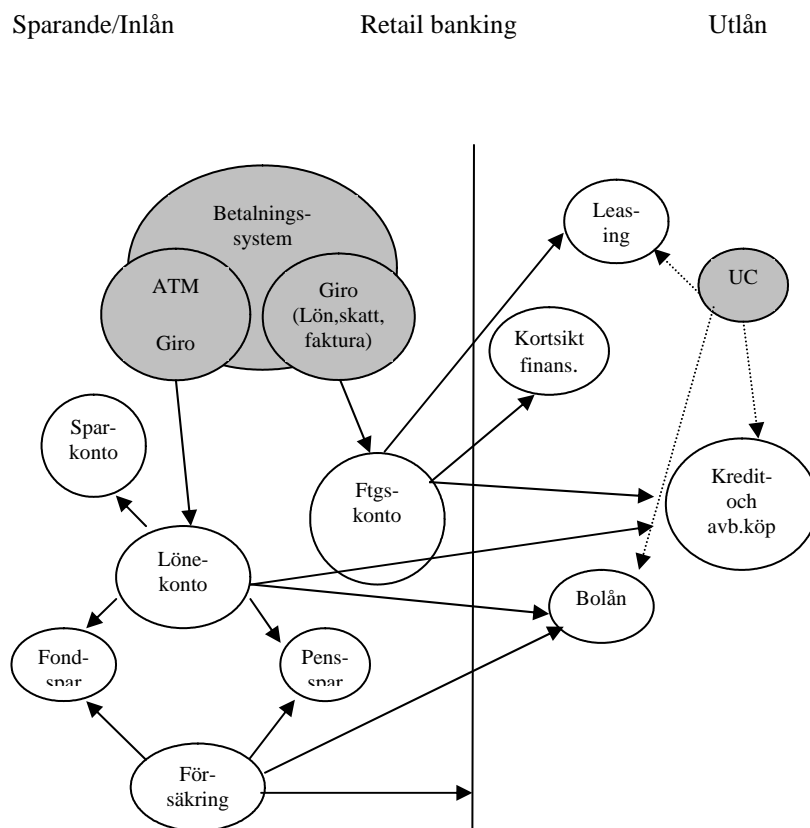 Sparande/Inlån Retail banking Utlån
Betalnings-
system
ATM
Giro
Giro
(Lön,skatt,
faktura)
Leas-
ing
UC
Kortsikt
finans.
Spar-
konto
Ftgs-
konto
Kredit-
och
avb.köp
Löne-
konto
Bolån
Fond-
spar
Pens-
spar
För-
säkring